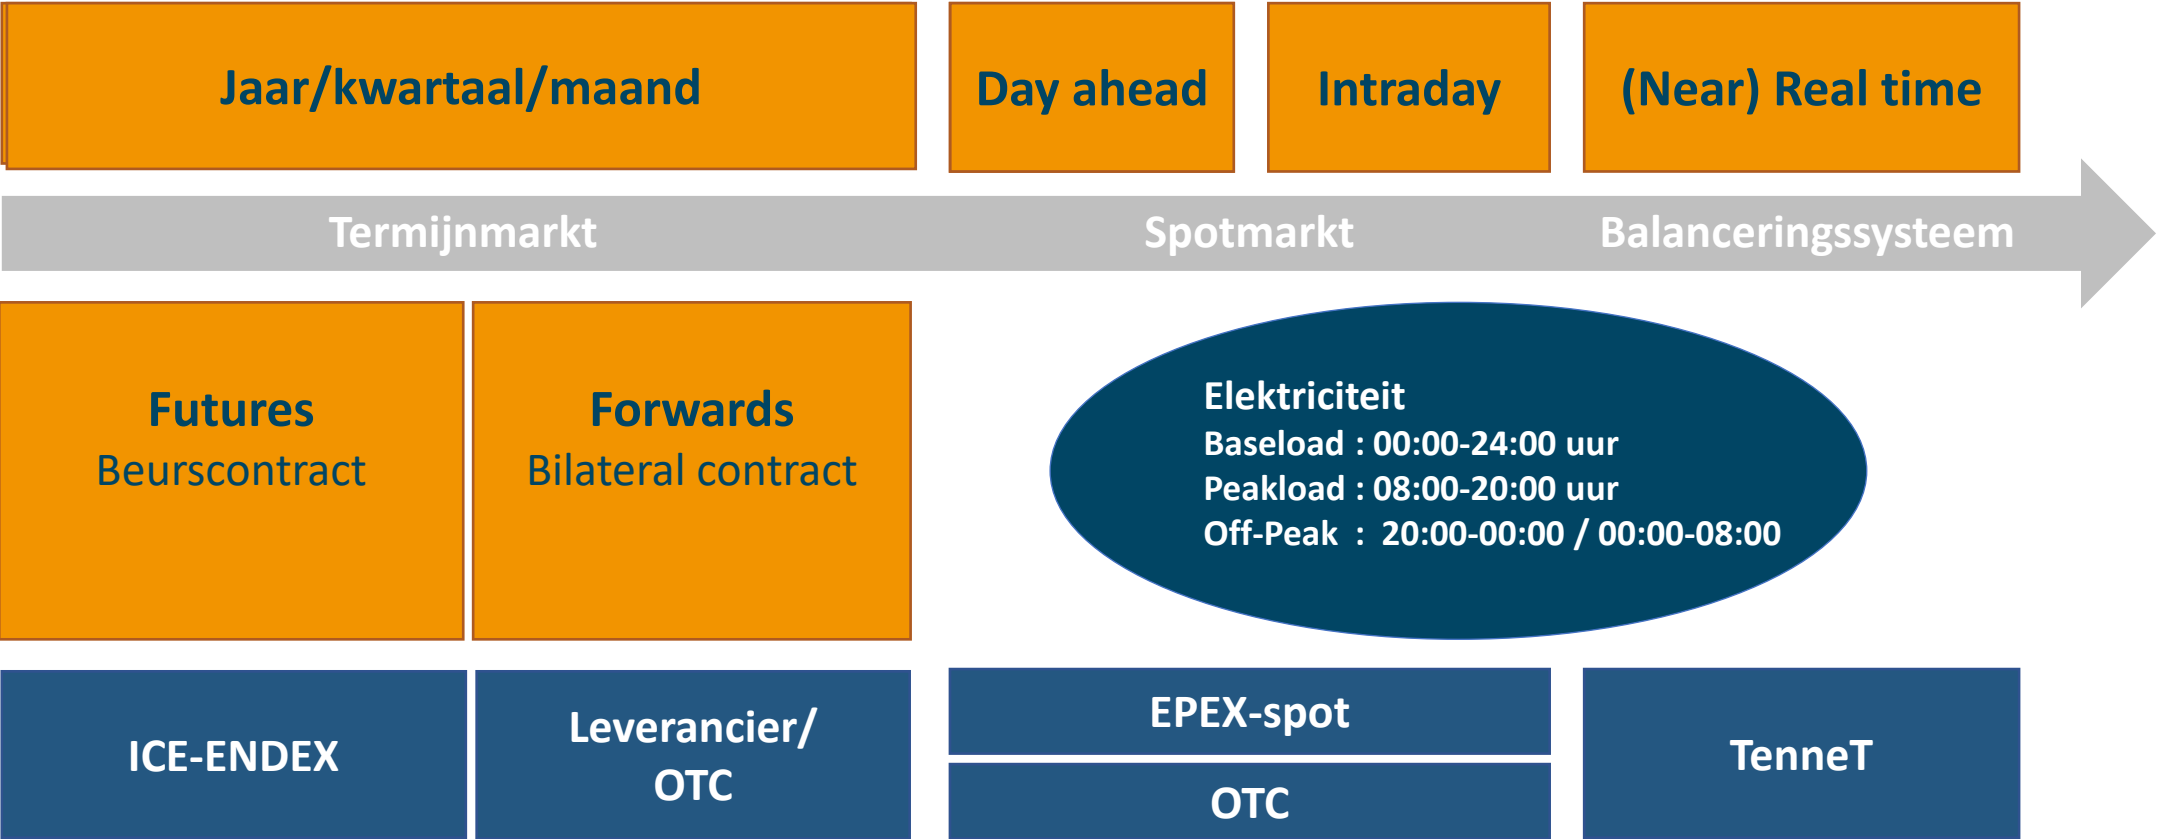 Jaar/kwartaal/maand
Day ahead
Intraday
(Near) Real time
Termijnmarkt
Spotmarkt
Balanceringssysteem
Futures
Beurscontract
Forwards
Bilateral contract
Elektriciteit
Baseload : 00:00-24:00 uur
Peakload : 08:00-20:00 uur
Off-Peak : 20:00-00:00 / 00:00-08:00
ICE-ENDEX
Leverancier/
OTC
EPEX-spot
OTC
TenneT